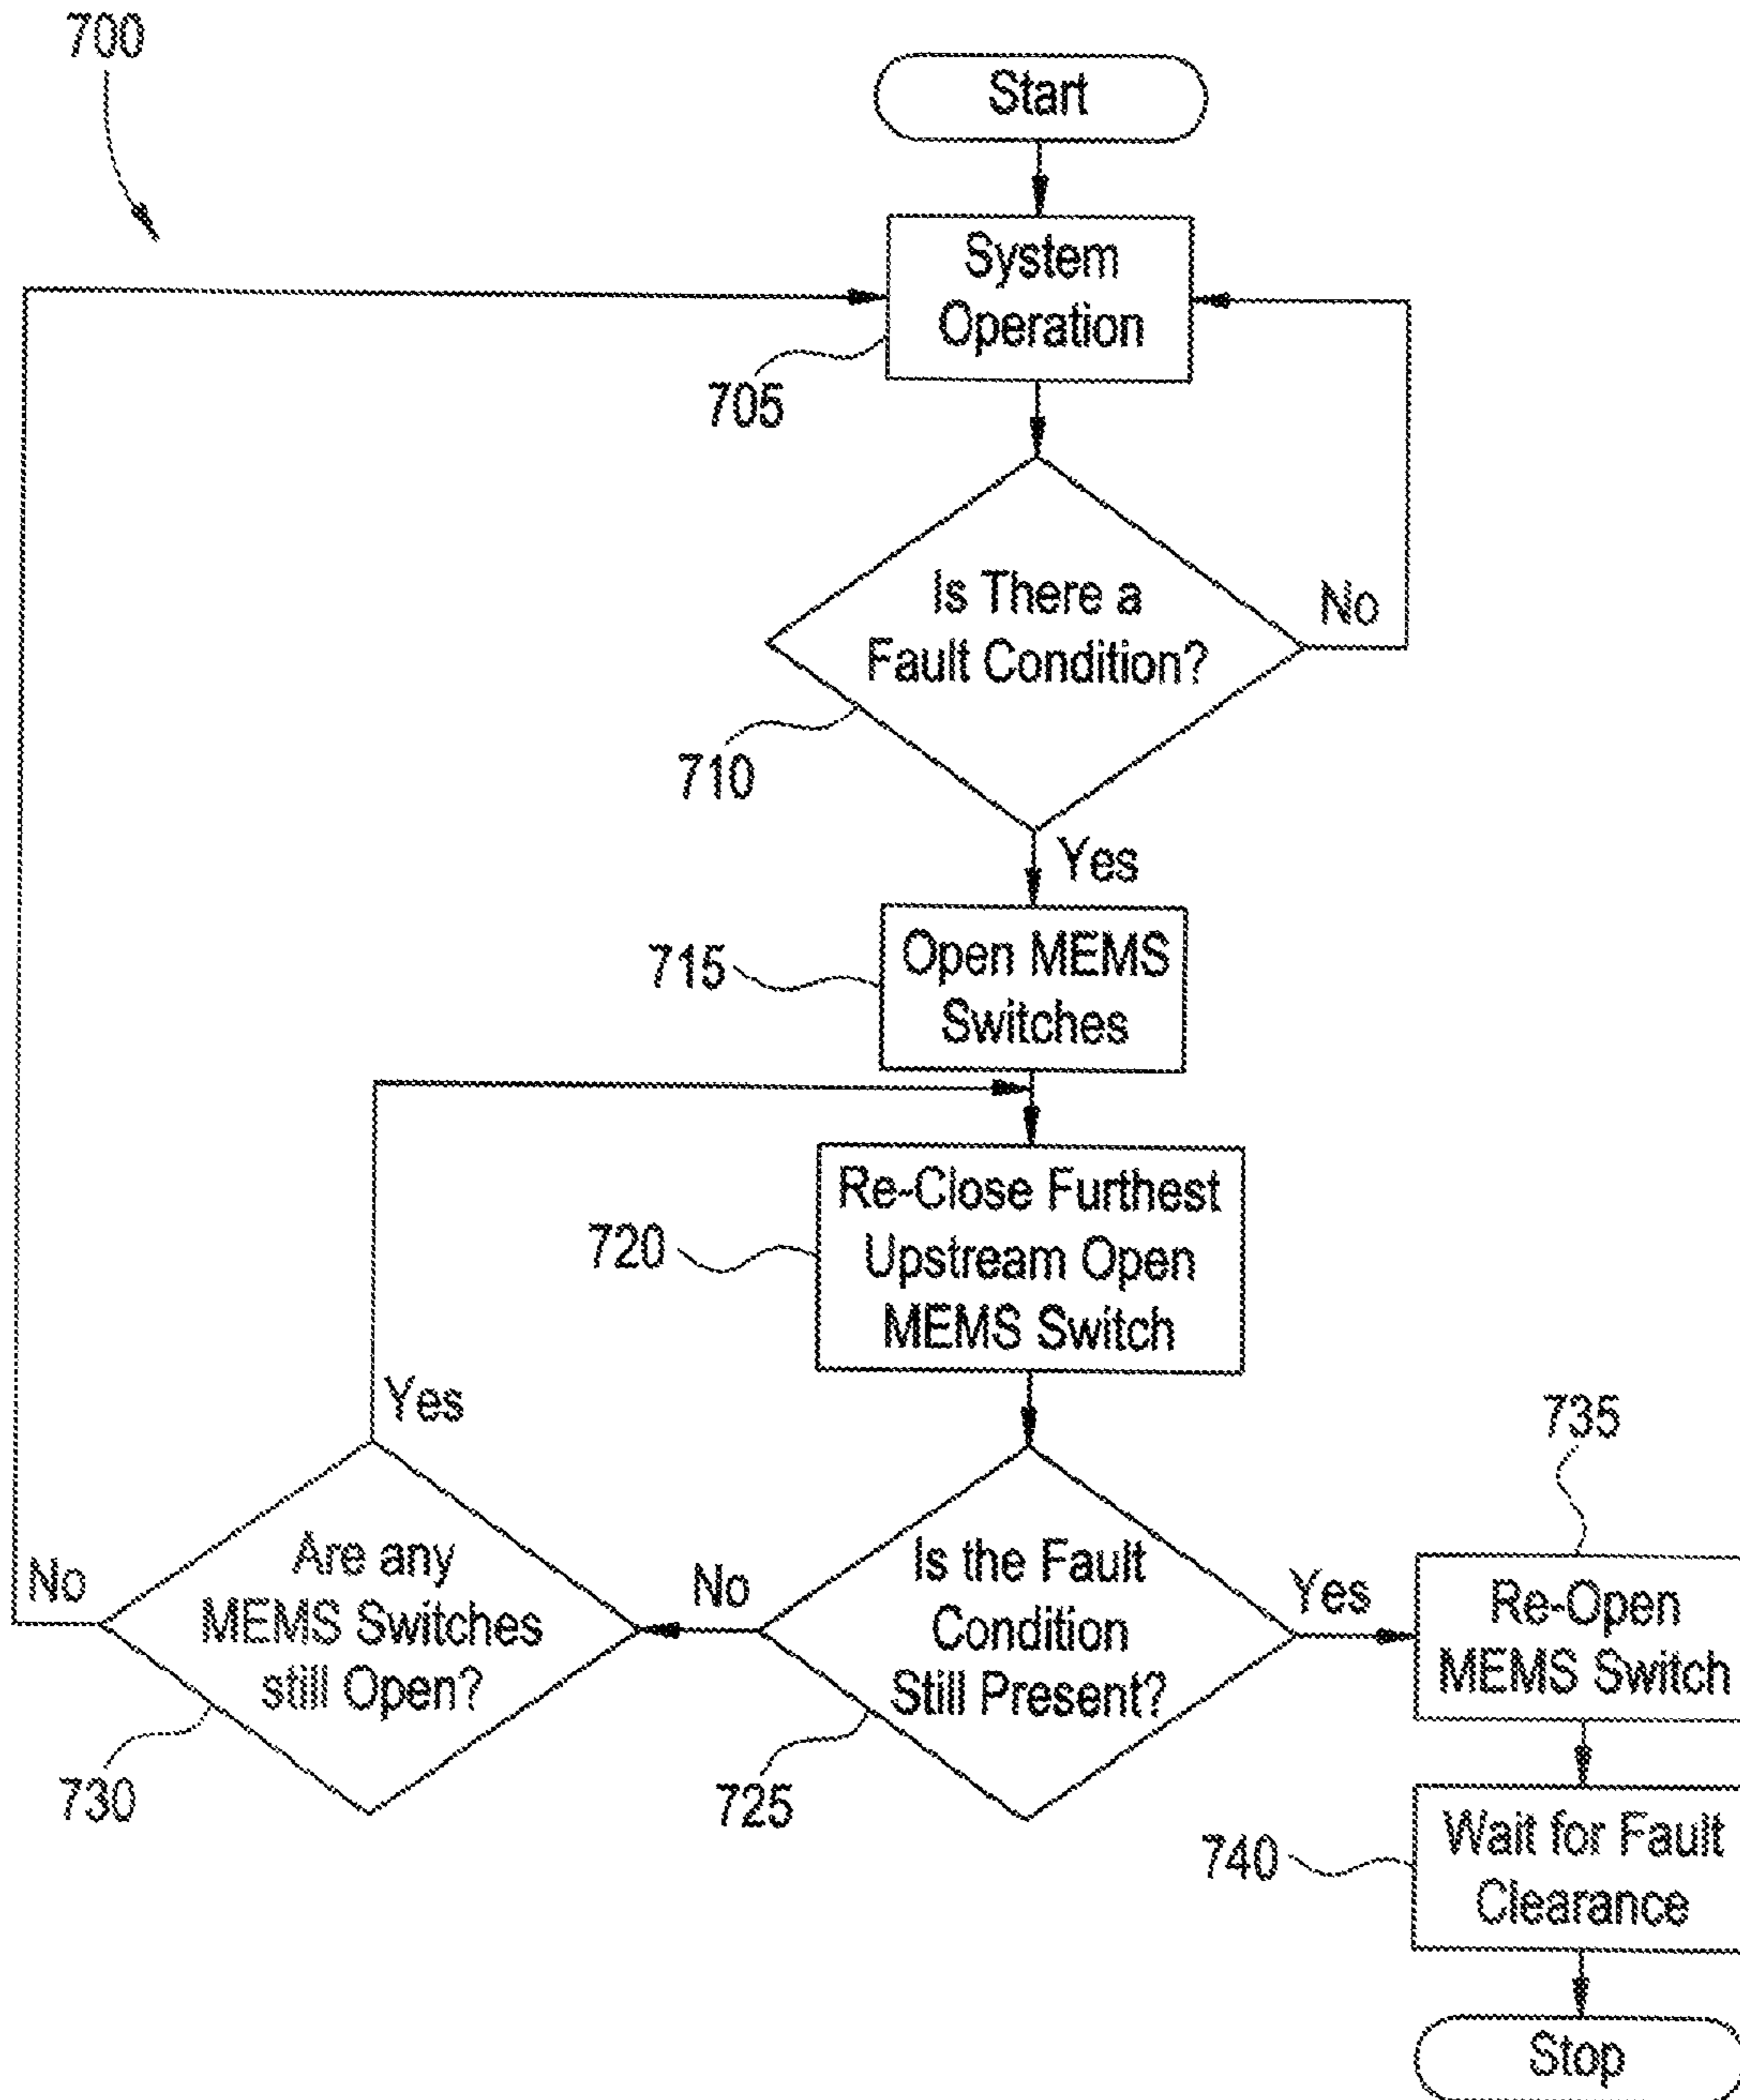 700
Start
System
Operation
705
Is There a
Fault Condition?
No
710
Yes
Open MEMS
Switches
715
Re-Close Furthest
Upstream Open
MEMS Switch
720
Yes
735
Are any
MEMS Switches
still Open?
No
No
Is the Fault
Condition
Still Present?
Yes
Re-Open
MEMS Switch
730
725
740
Wait for Fault
Clearance
Stop